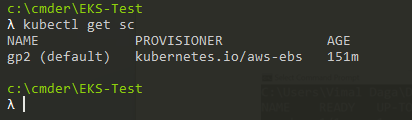 c:\cmder\EKS-Test
λ kubectl get sc
NAME PROVISIONER AGE
gp2 (default) kubernetes.io/aws-ebs 151m
c:\cmder\EKS-Test
λ